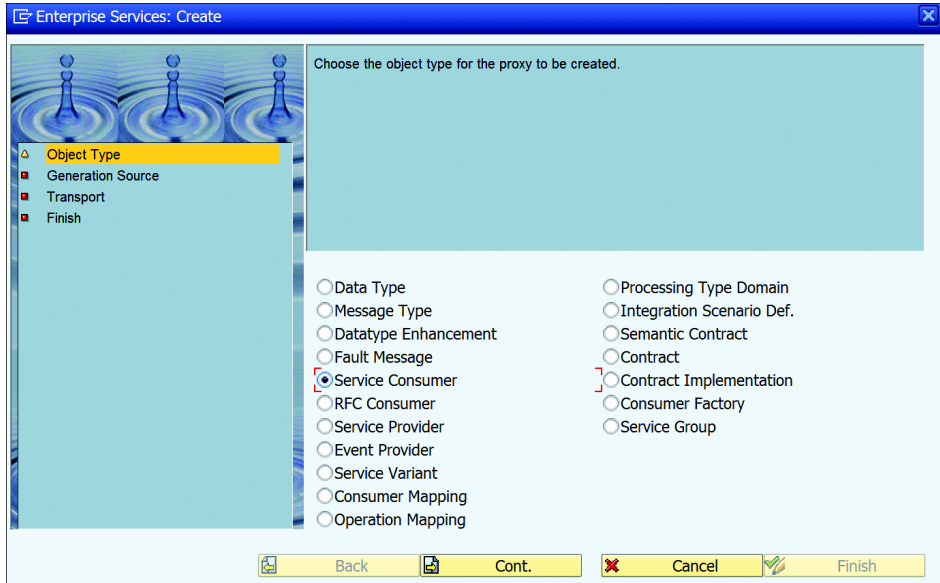 Enterprise Services: Create
Choose the object type for the proxy to be created.
Object Type
Generation Source
Transport
Finish
Data Type
Message Type
Datatype Enhancement
Fault Message
Service Consumer
RFC Consumer
Service Provider
Event Provider
Service Variant
Consumer Mapping
Operation Mapping
Processing Type Domain
Integration Scenario Def.
Semantic Contract
Contract
Contract Implementation
Consumer Factory
Service Group
Back
Cont.
Cancel
Finish